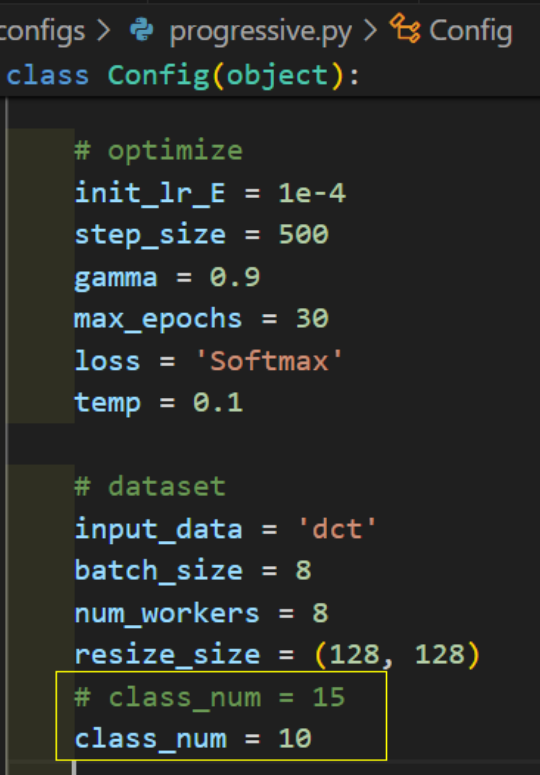 configs > progressive.py > Config
class Config(object):
# optimize
init_lr_E = 1e-4
step_size = 500
gamma = 0.9
max_epochs = 30
loss = 'Softmax'
temp = 0.1
# dataset
input_data = 'dct'
batch_size = 8
num_workers = 8
resize_size = (128, 128)
# class_num = 15
class_num = 10